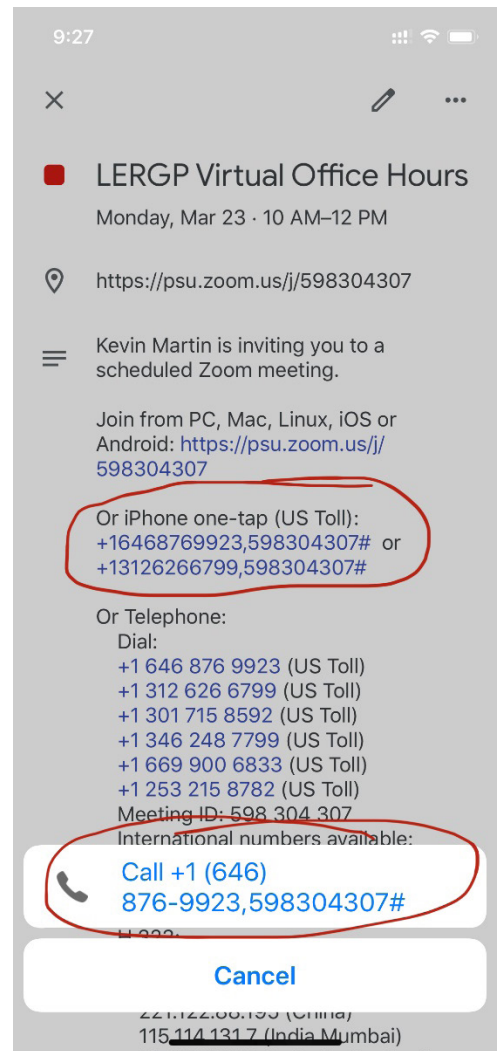 9:27
LERGP Virtual Office Hours
Monday, Mar 23 · 10 AM–12 PM
https://psu.zoom.us/j/598304307
Kevin Martin is inviting you to a
scheduled Zoom meeting.
Join from PC, Mac, Linux, iOS or
Android: https://psu.zoom.us/j/
598304307
Or iPhone one-tap (US Toll):
+16468769923,598304307# or
+13126266799,598304307#
Or Telephone:
Dial:
+1 646 876 9923 (US Toll)
+1 312 626 6799 (US Toll)
+1 301 715 8592 (US Toll)
+1 346 248 7799 (US Toll)
+1 669 900 6833 (US Toll)
+1 253 215 8782 (US Toll)
Meeting ID: 598 304 307
International numbers available:
Call +1 (646)
876-9923,598304307#
Cancel
(China)
115.114.131.7 (India Mumbai)